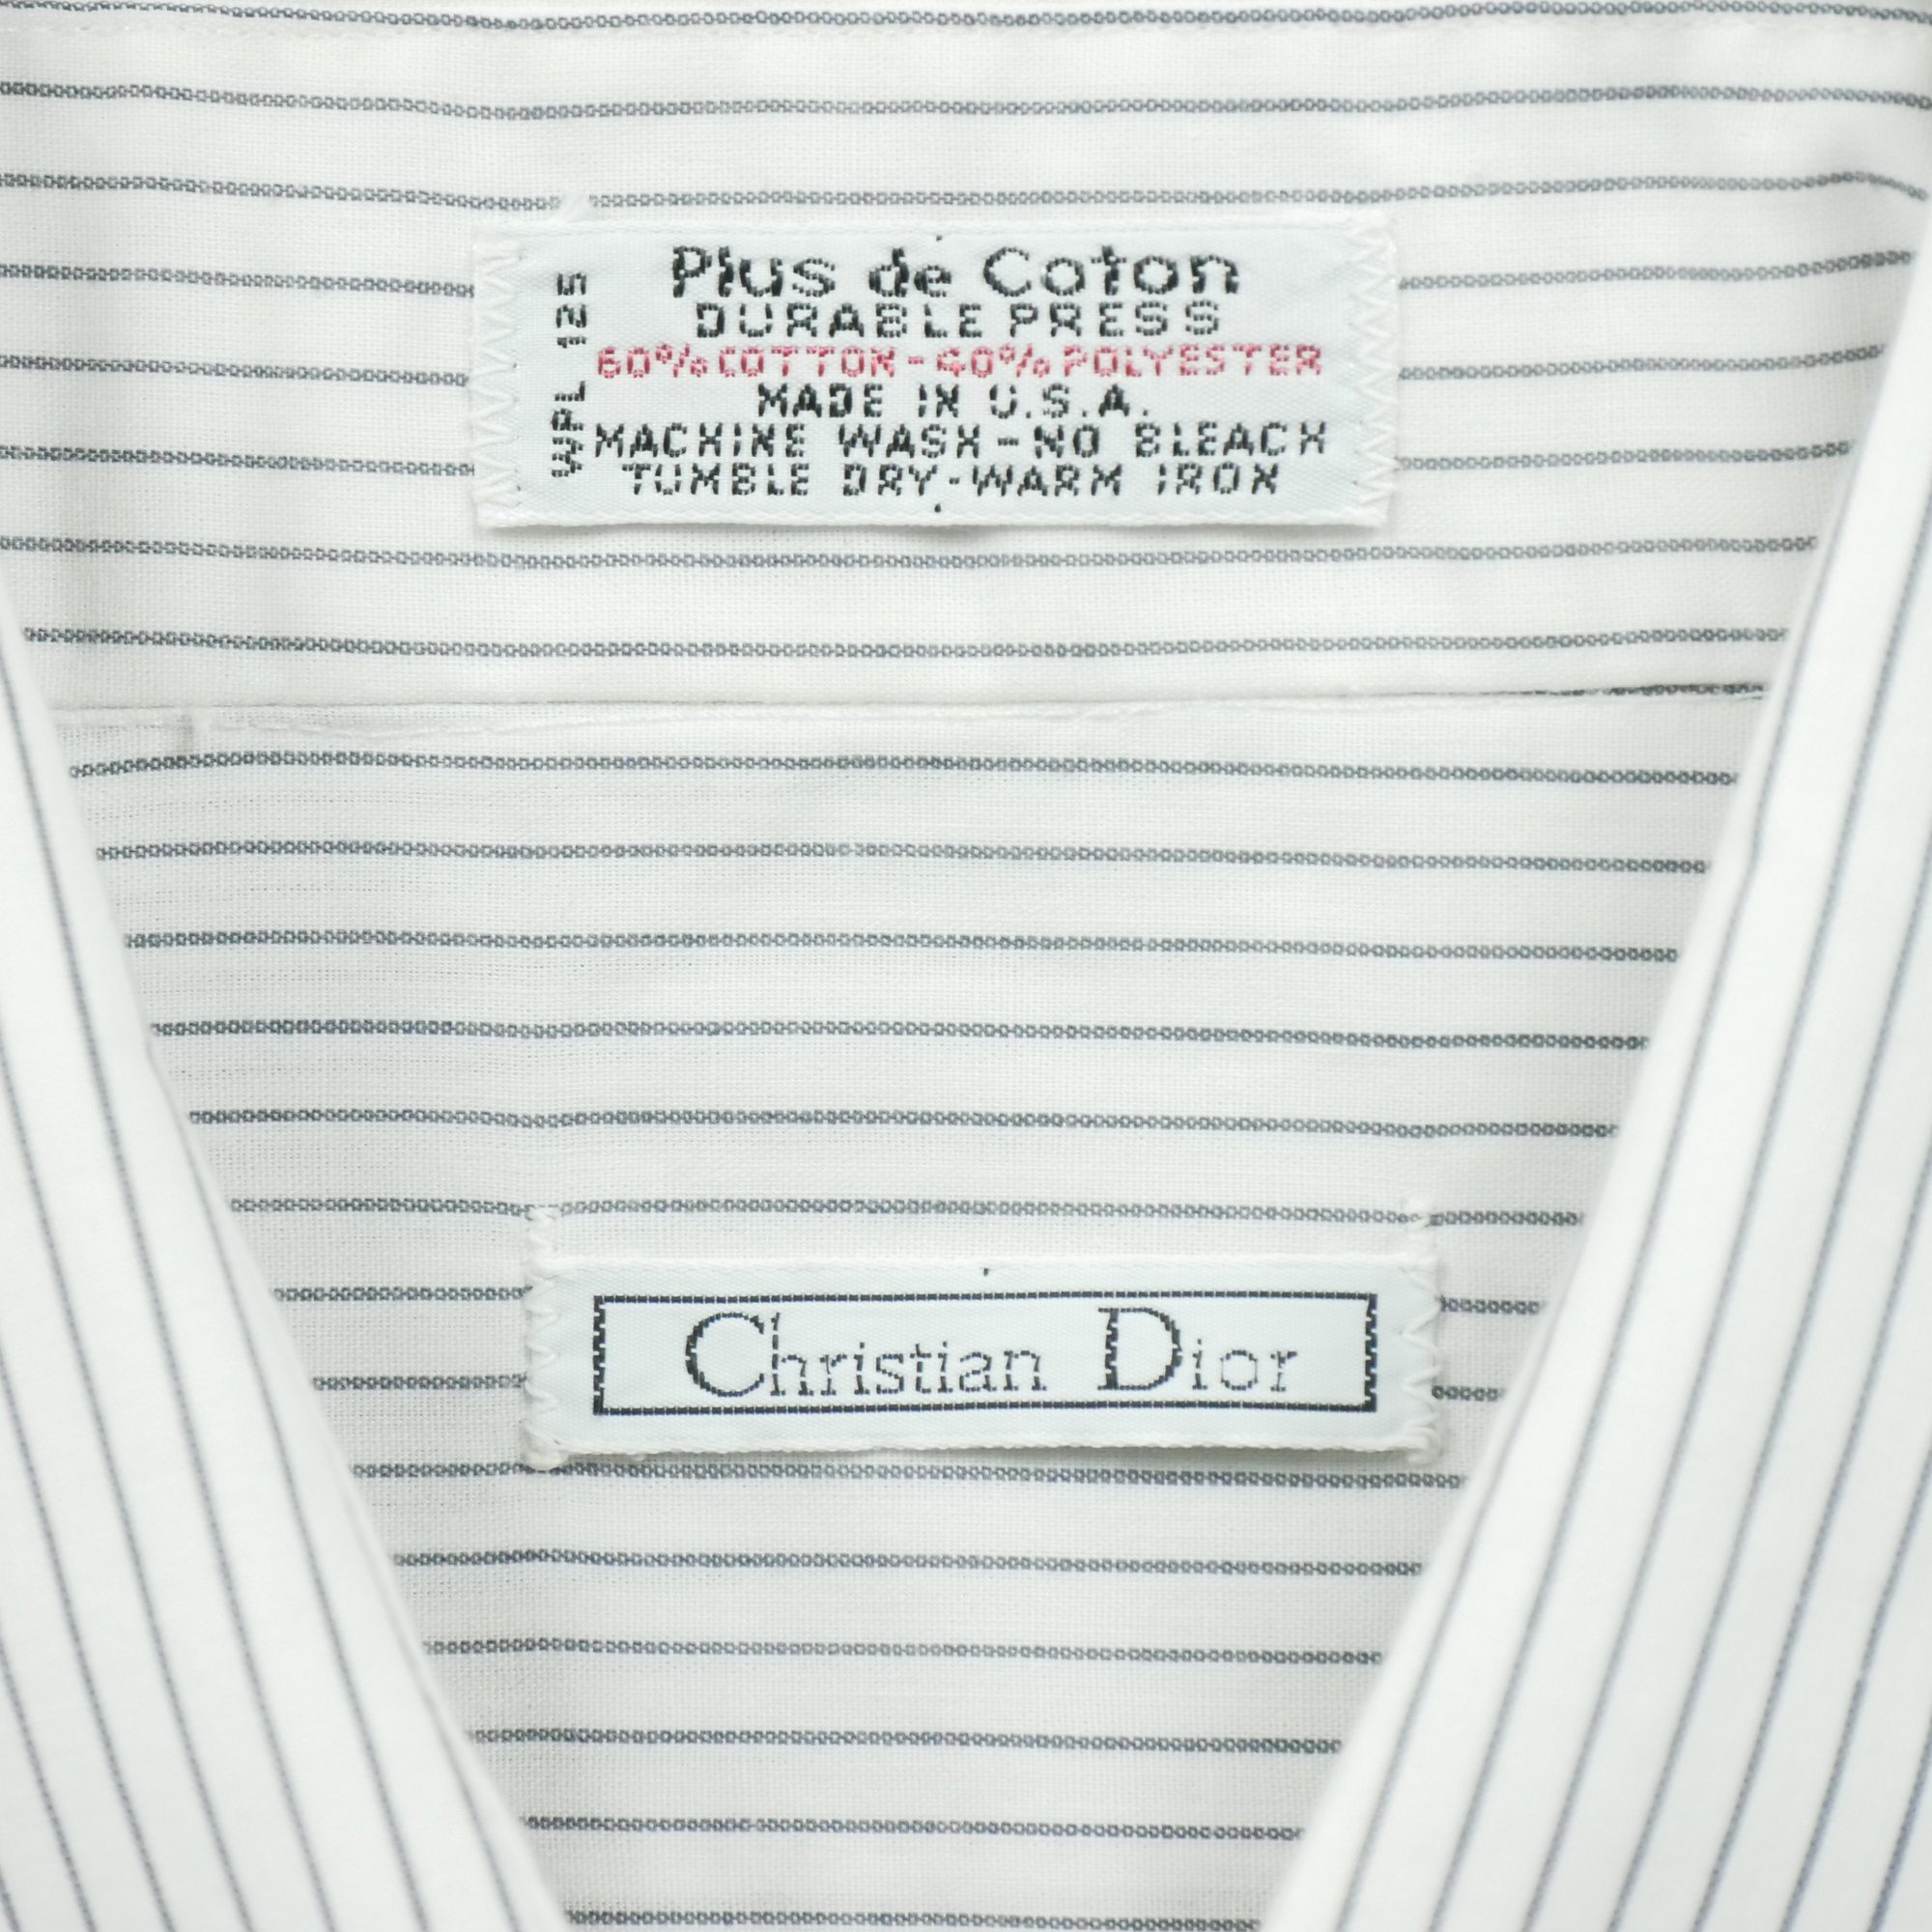 Plus de Coton
DURABLE PRESS
60% COTTON-40% POLYESTER
MADE IN U.S.A.
MACHINE WASH-NO BLEACH
TUMBLE DRY-WARM IRON
WPL 125
Christian Dior